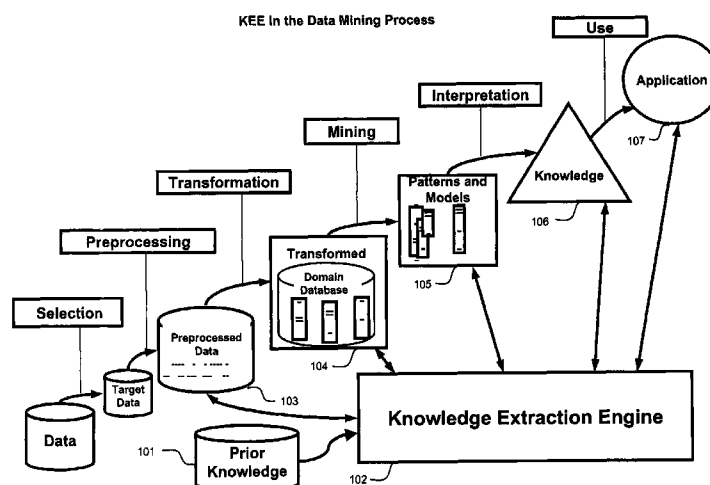 KEE in the Data Mining Process
Use
Application
107
Interpretation
Mining
Knowledge
106
Transformation
Patterns and
Models
105
Preprocessing
Transformed
Domain
Database
104
Selection
Preprocessed
Data
103
Target
Data
Data
Knowledge Extraction Engine
102
101
Prior
Knowledge